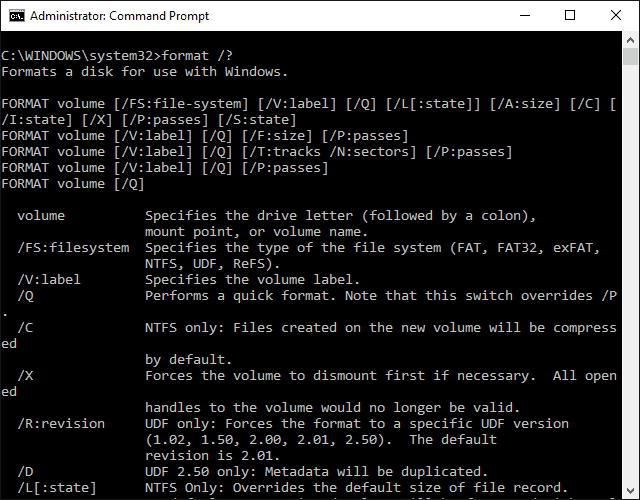 Administrator: Command Prompt
C:\WINDOWS\system32>format /?
Formats a disk for use with Windows.
FORMAT volume [/FS:file-system] [/V:label] [/Q] [/L[:state]] [/A:size] [/C] [
/I:state] [/X] [/P:passes] [/S:state]
FORMAT volume [/V:label] [/Q] [/F:size] [/P:passes]
FORMAT volume [/V:label] [/Q] [/T:tracks /N:sectors] [/P:passes]
FORMAT volume [/V:label] [/Q] [/P:passes]
FORMAT volume [/Q]
volume Specifies the drive letter (followed by a colon),
mount point, or volume name.
/FS:filesystem Specifies the type of the file system (FAT, FAT32, exFAT,
NTFS, UDF, ReFS).
/V:label Specifies the volume label.
/Q Performs a quick format. Note that this switch overrides /P
.
/C NTFS only: Files created on the new volume will be compress
ed
by default.
/X Forces the volume to dismount first if necessary. All open
ed
handles to the volume would no longer be valid.
/R:revision UDF only: Forces the format to a specific UDF version
(1.02, 1.50, 2.00, 2.01, 2.50). The default
revision is 2.01.
/D UDF 2.50 only: Metadata will be duplicated.
/L[:state] NTFS Only: Overrides the default size of file record.